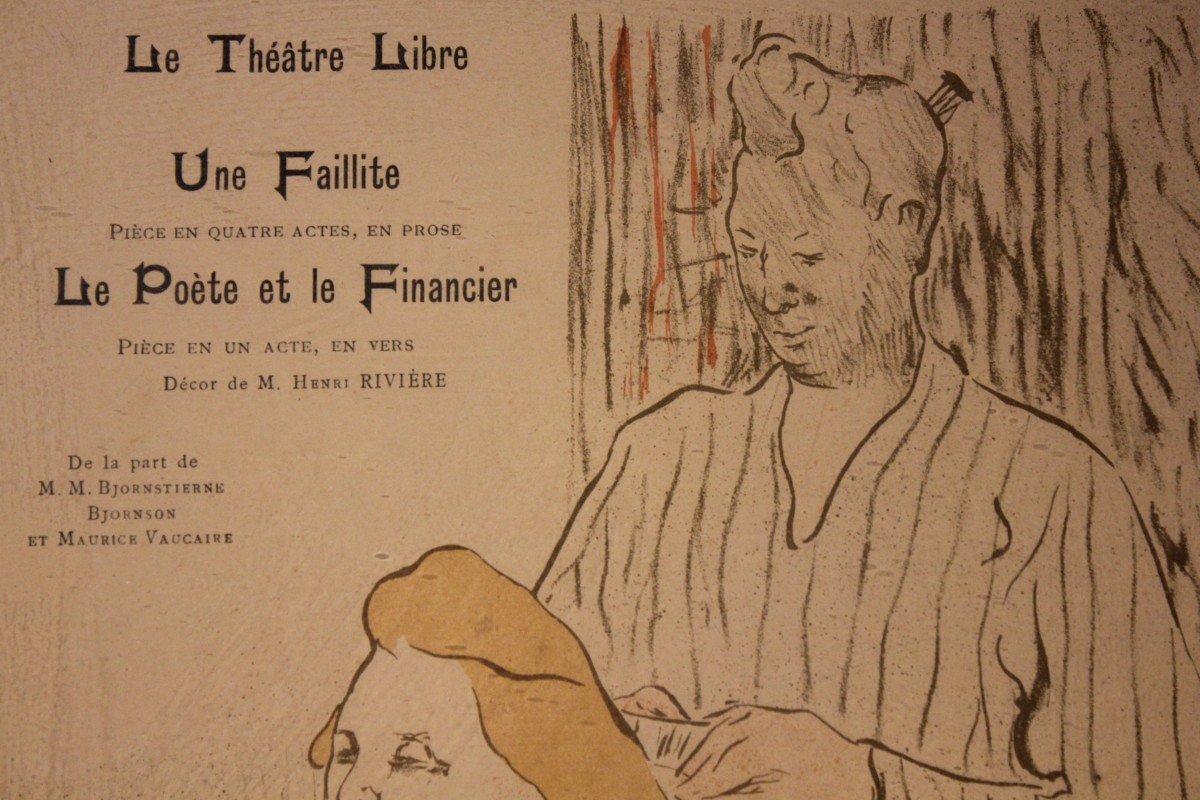 Le Théâtre Libre
Une Faillite
Pièce en quatre actes, en prose
Le Poète et le Financier
Pièce en un acte, en vers
Décor de M. Henri RIVIÈRE
De la part de
M. M. Bjornstierne
Bjornson
et Maurice Vaucaire